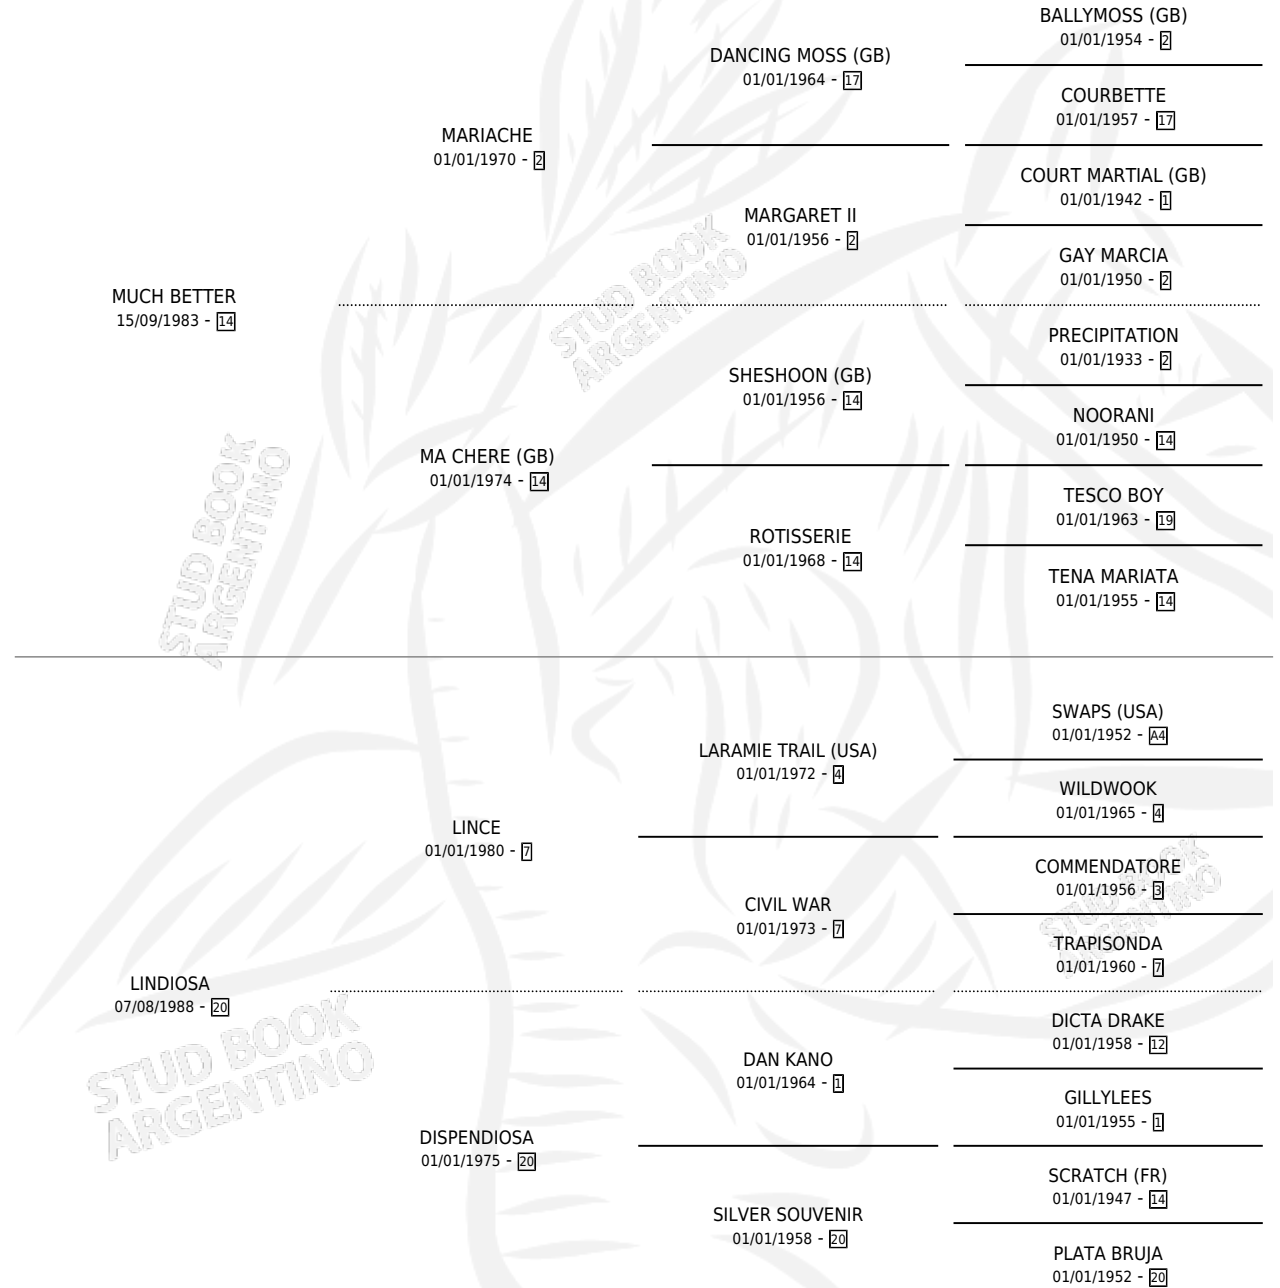 BALLYMOSS (GB)
01/01/1954 - 2
DANCING MOSS (GB)
01/01/1964 - 17
COURBETTE
01/01/1957 - 17
MARIACHE
01/01/1970 - 2
COURT MARTIAL (GB)
01/01/1942 - 1
MARGARET II
01/01/1956 - 2
GAY MARCIA
01/01/1950 - 2
MUCH BETTER
15/09/1983 - 14
STUD BOOK
ARGENTINO
PRECIPITATION
01/01/1933 - 2
SHESHOON (GB)
01/01/1956 - 14
NOORANI
01/01/1950 - 14
MA CHERE (GB)
01/01/1974 - 14
TESCO BOY
01/01/1963 - 19
ROTISSERIE
01/01/1968 - 14
TENA MARIATA
01/01/1955 - 14
STUD BOOK
ARGENTINO
SWAPS (USA)
01/01/1952 - A4
LARAMIE TRAIL (USA)
01/01/1972 - 4
WILDWOOK
01/01/1965 - 4
LINCE
01/01/1980 - 7
COMMENDATORE
01/01/1956 - 3
CIVIL WAR
01/01/1973 - 7
STUD BOOK
ARGENTINO
TRAPISONDA
01/01/1960 - 7
LINDIOSA
07/08/1988 - 20
STUD BOOK
ARGENTINO
DICTA DRAKE
01/01/1958 - 12
DAN KANO
01/01/1964 - 1
GILLYLEES
01/01/1955 - 1
DISPENDIOSA
01/01/1975 - 20
SCRATCH (FR)
01/01/1947 - 14
SILVER SOUVENIR
01/01/1958 - 20
PLATA BRUJA
01/01/1952 - 20